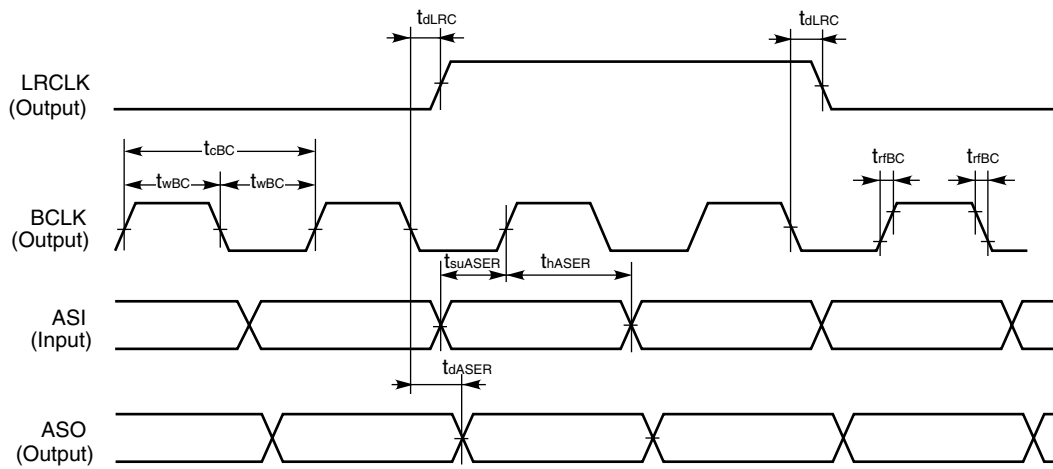 tdLRC
tdLRC
LRCLK
(Output)
tcBC
trfBC
trfBC
twBC
twBC
BCLK
(Output)
tsuASER
thASER
ASI
(Input)
tdASER
ASO
(Output)